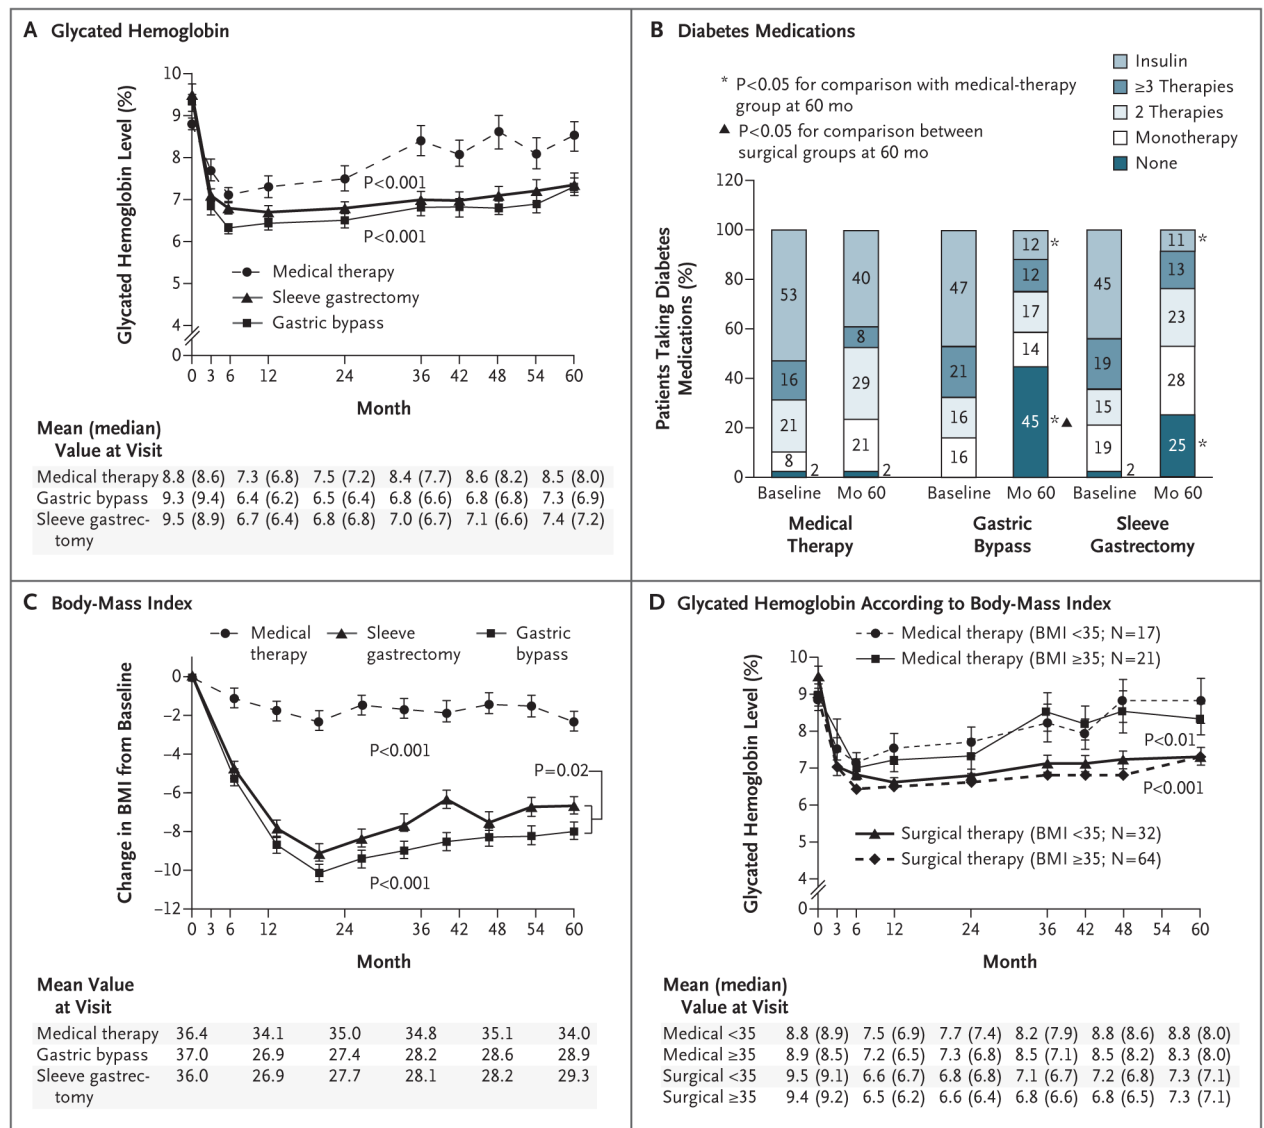 A Glycated Hemoglobin
Glycated Hemoglobin Level (%)
10
9
8
7
6
5
4
0
P<0.001
P<0.001
Medical therapy
Sleeve gastrectomy
Gastric bypass
0 3 6 12 24 36 42 48 54 60
Month
Mean (median)
Value at Visit
Medical therapy 8.8 (8.6) 7.3 (6.8) 7.5 (7.2) 8.4 (7.7) 8.6 (8.2) 8.5 (8.0)
Gastric bypass 9.3 (9.4) 6.4 (6.2) 6.5 (6.4) 6.8 (6.6) 6.8 (6.8) 7.3 (6.9)
Sleeve gastrec- 9.5 (8.9) 6.7 (6.4) 6.8 (6.8) 7.0 (6.7) 7.1 (6.6) 7.4 (7.2)
tomy
B Diabetes Medications
* P<0.05 for comparison with medical-therapy
group at 60 mo
▲ P<0.05 for comparison between
surgical groups at 60 mo
Insulin
≥3 Therapies
2 Therapies
Monotherapy
None
Patients Taking Diabetes
Medications (%)
120
100
80
60
40
20
0
53
16
21
8
2
40
8
29
21
2
47
21
16
16
12 *
12
17
14
45 * ▲
45
19
15
19
2
11 *
13
23
28
25 *
Baseline Mo 60 Baseline Mo 60 Baseline Mo 60
Medical
Therapy
Gastric
Bypass
Sleeve
Gastrectomy
C Body-Mass Index
Medical
therapy
Sleeve
gastrectomy
Gastric
bypass
Change in BMI from Baseline
0
−2
−4
−6
−8
−10
−12
P<0.001
P=0.02
P<0.001
0 3 6 12 24 36 42 48 54 60
Month
Mean Value
at Visit
Medical therapy 36.4 34.1 35.0 34.8 35.1 34.0
Gastric bypass 37.0 26.9 27.4 28.2 28.6 28.9
Sleeve gastrec- 36.0 26.9 27.7 28.1 28.2 29.3
tomy
D Glycated Hemoglobin According to Body-Mass Index
Medical therapy (BMI <35; N=17)
Medical therapy (BMI ≥35; N=21)
Glycated Hemoglobin Level (%)
10
9
8
7
6
5
4
0
P<0.01
P<0.001
Surgical therapy (BMI <35; N=32)
Surgical therapy (BMI ≥35; N=64)
0 3 6 12 24 36 42 48 54 60
Month
Mean (median)
Value at Visit
Medical <35 8.8 (8.9) 7.5 (6.9) 7.7 (7.4) 8.2 (7.9) 8.8 (8.6) 8.8 (8.0)
Medical ≥35 8.9 (8.5) 7.2 (6.5) 7.3 (6.8) 8.5 (7.1) 8.5 (8.2) 8.3 (8.0)
Surgical <35 9.5 (9.1) 6.6 (6.7) 6.8 (6.8) 7.1 (6.7) 7.2 (6.8) 7.3 (7.1)
Surgical ≥35 9.4 (9.2) 6.5 (6.2) 6.6 (6.4) 6.8 (6.6) 6.8 (6.5) 7.3 (7.1)